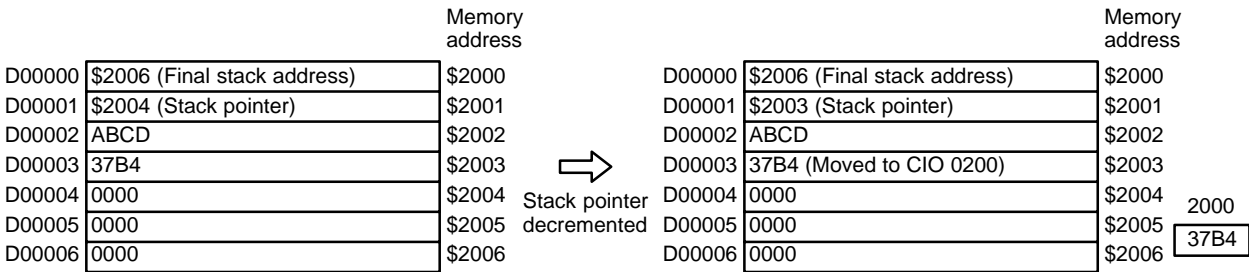 Memory address
Memory address
D00000 $2006 (Final stack address) $2000 D00000 $2006 (Final stack address) $2000
D00001 $2004 (Stack pointer) $2001 D00001 $2003 (Stack pointer) $2001
D00002 ABCD $2002 D00002 ABCD $2002
D00003 37B4 $2003 D00003 37B4 (Moved to CIO 0200) $2003
D00004 0000 $2004 Stack pointer D00004 0000 $2004 2000
D00005 0000 $2005 decremented D00005 0000 $2005 37B4
D00006 0000 $2006 D00006 0000 $2006